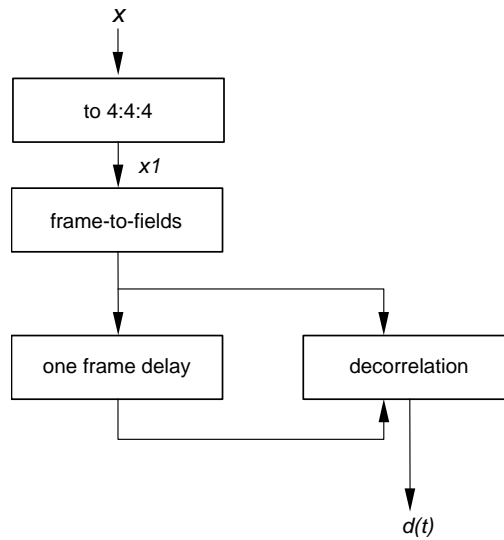 x
to 4:4:4
x1
frame-to-fields
one frame delay
decorrelation
d(t)